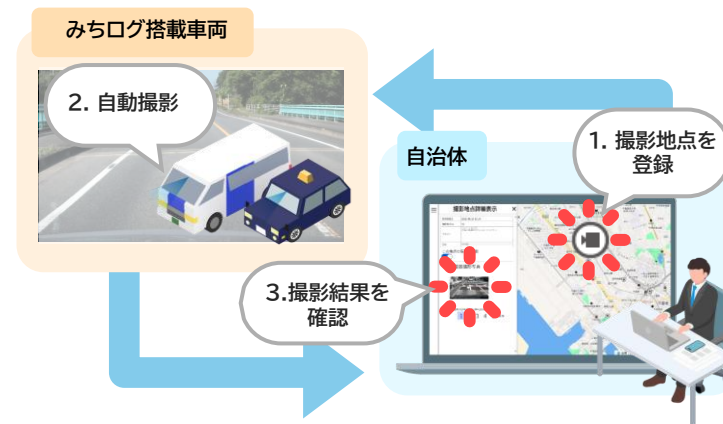 みちログ搭載車両
2. 自動撮影
自治体
1. 撮影地点を
登録
撮影地点詳細表示
3.撮影結果を
確認